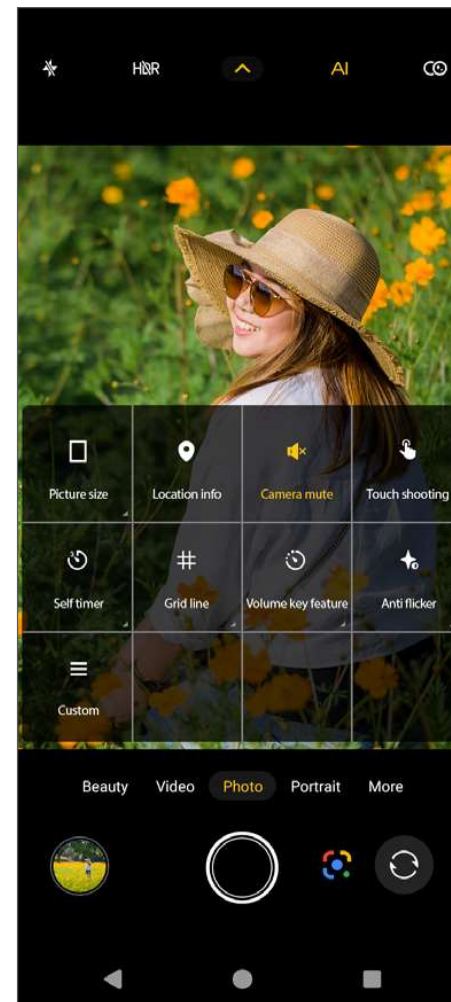 HDR AI
Picture size Location info Camera mute Touch shooting
Self timer Grid line Volume key feature Anti flicker
Custom
Beauty Video Photo Portrait More